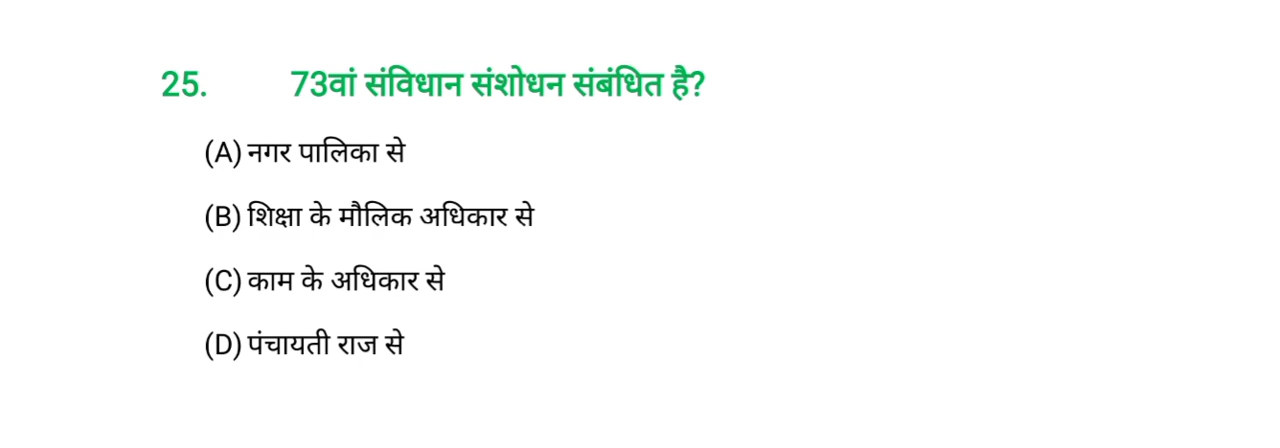 25. 73वां संविधान संशोधन संबंधित है?
(A) नगर पालिका से
(B) शिक्षा के मौलिक अधिकार से
(C) काम के अधिकार से
(D) पंचायती राज से